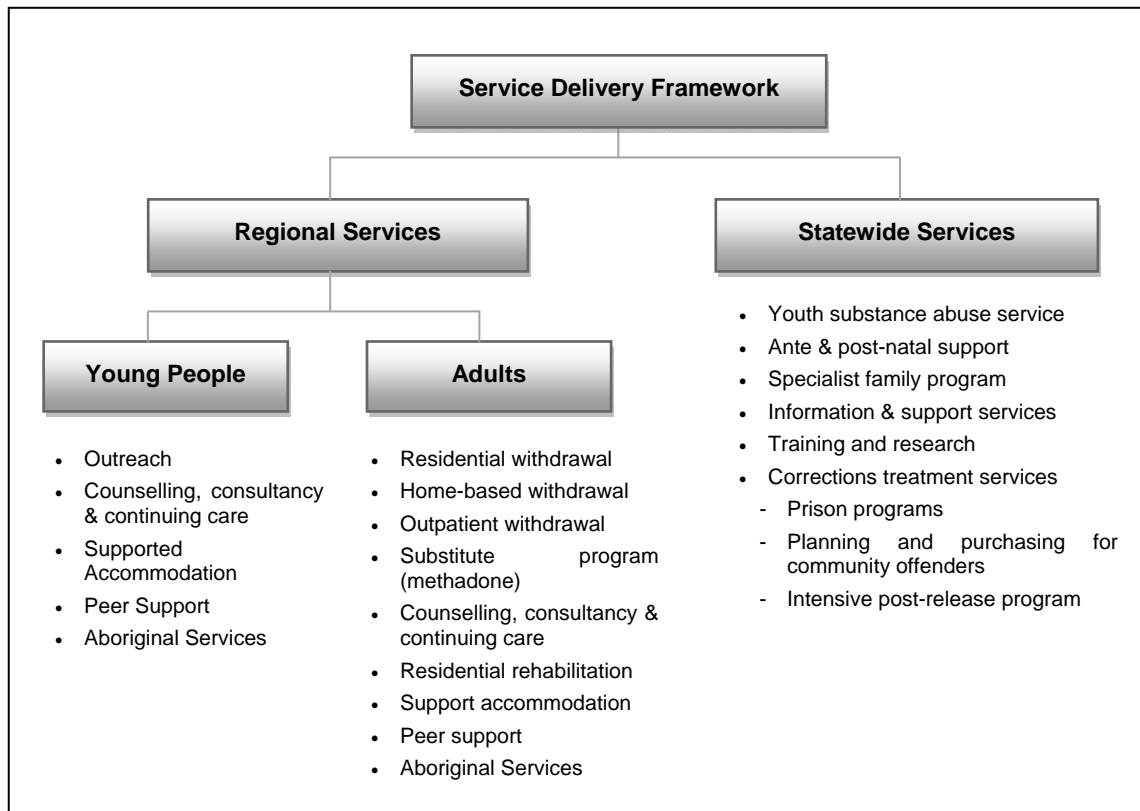 Service Delivery Framework
Regional Services
Statewide Services
Young People
Adults
• Outreach
• Counselling, consultancy
& continuing care
• Supported
Accommodation
• Peer Support
• Aboriginal Services
• Residential withdrawal
• Home-based withdrawal
• Outpatient withdrawal
• Substitute program
(methadone)
• Counselling, consultancy &
continuing care
• Residential rehabilitation
• Support accommodation
• Peer support
• Aboriginal Services
• Youth substance abuse service
• Ante & post-natal support
• Specialist family program
• Information & support services
• Training and research
• Corrections treatment services
- Prison programs
- Planning and purchasing for
community offenders
- Intensive post-release program